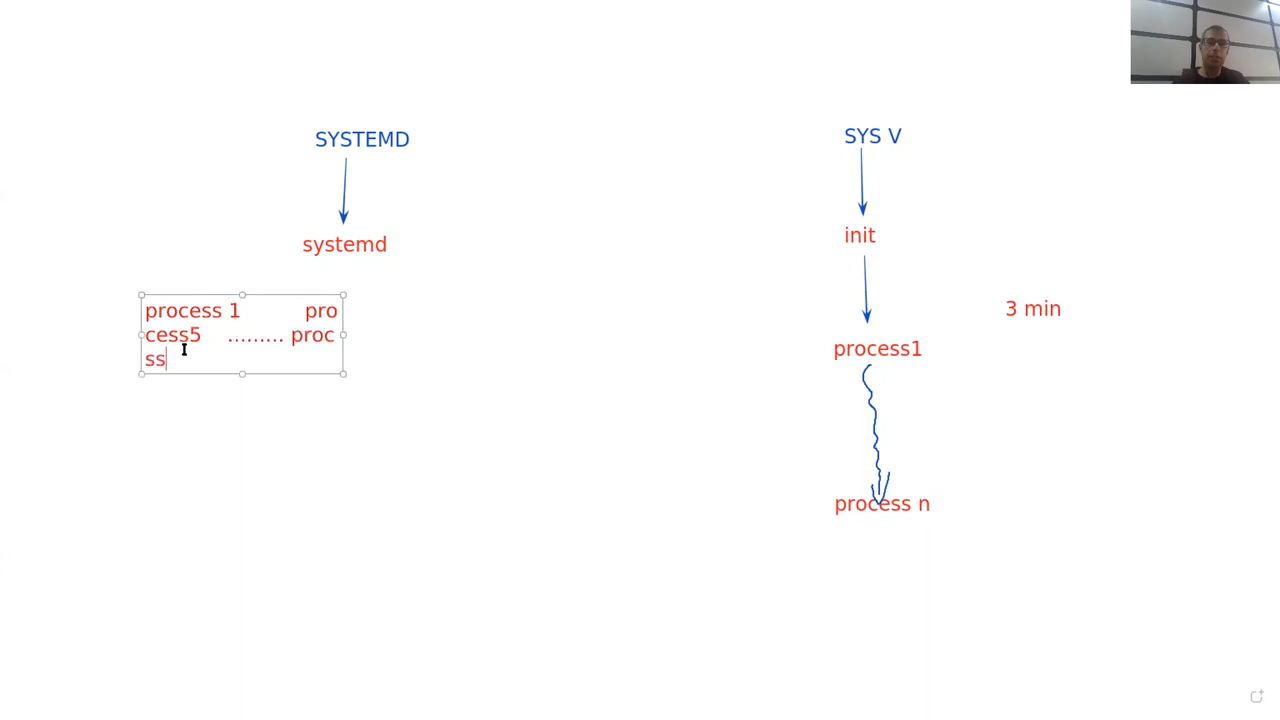 SYSTEMD
systemd
process 1 pro
cess5 ......... proc
ss
SYS V
init
process1
process n
3 min